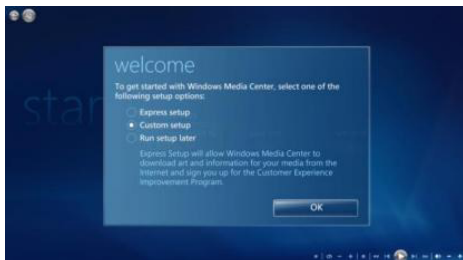 welcome
To get started with Windows Media Center, select one of the
following setup options:
Express setup
Custom setup
Run setup later
Express Setup will allow Windows Media Center to
download art and information for your media from the
Internet and sign you up for the Customer Experience
Improvement Program.
OK